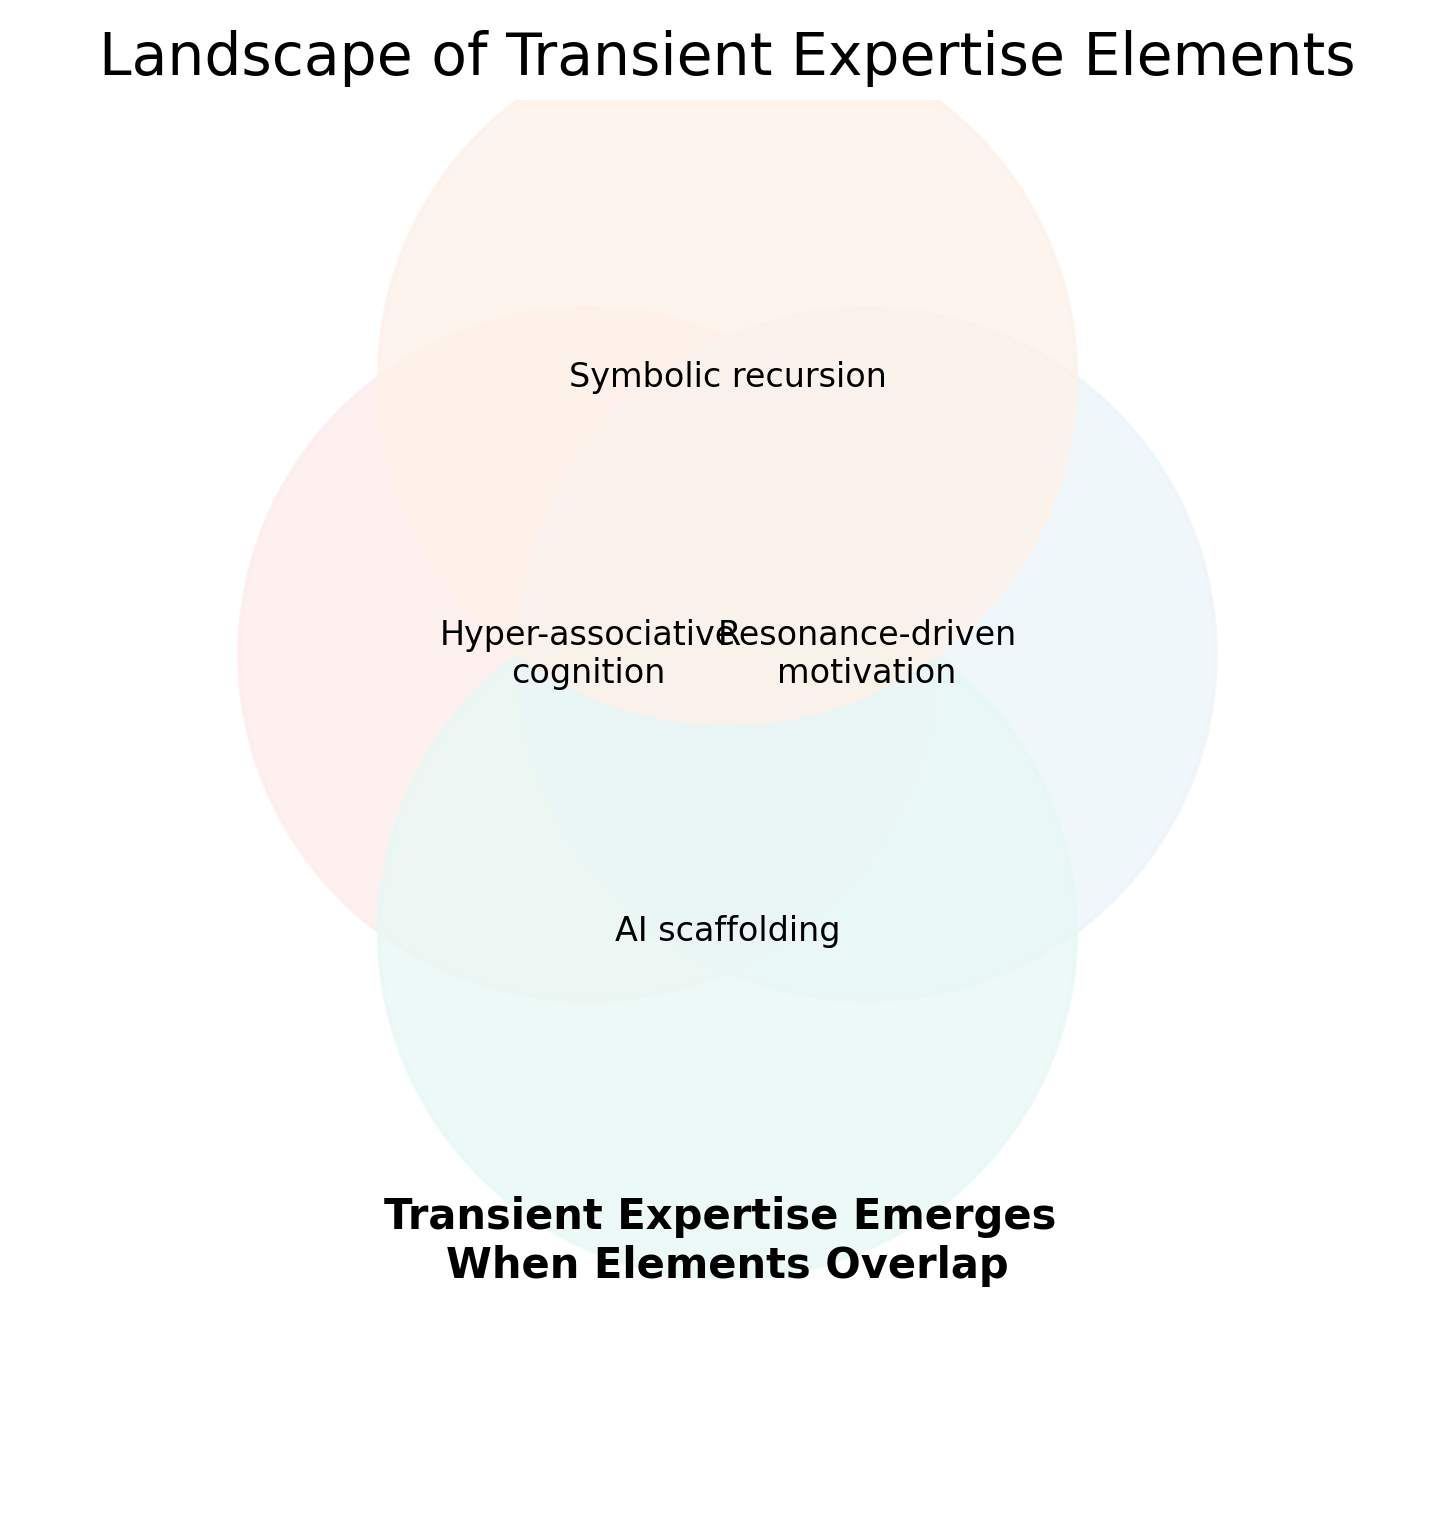 Landscape of Transient Expertise Elements
Symbolic recursion
Hyper-associative
cognition
Resonance-driven
motivation
AI scaffolding
Transient Expertise Emerges
When Elements Overlap